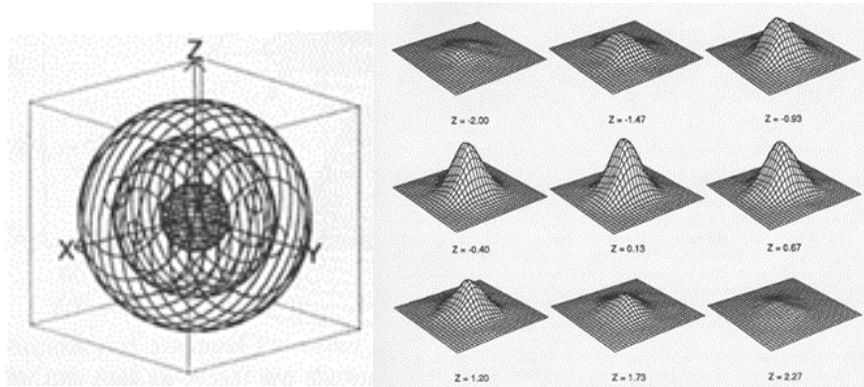 Z
X Y
Z = -2.00 Z = -1.47 Z = -0.93
Z = -0.40 Z = 0.13 Z = 0.67
Z = 1.20 Z = 1.73 Z = 2.27